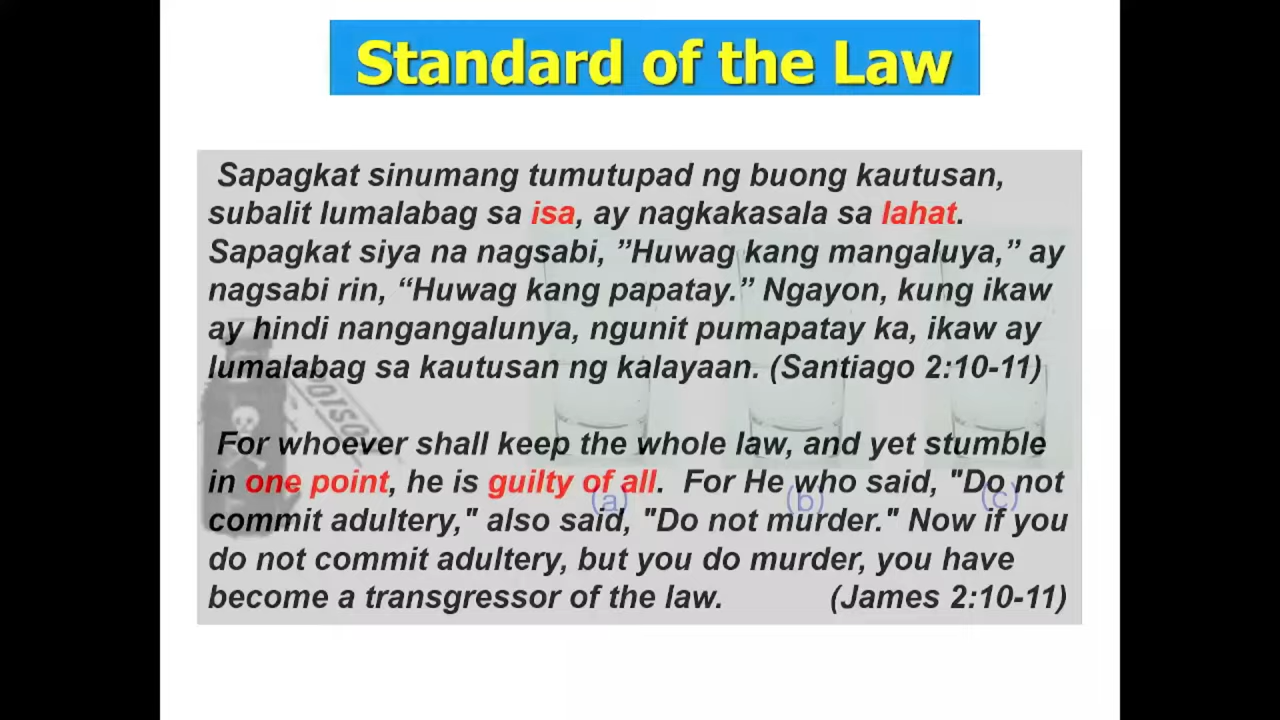 Standard of the Law
Sapagkat sinumang tumutupad ng buong kautusan,
subalit lumalabag sa isa, ay nagkakasala sa lahat.
Sapagkat siya na nagsabi, ”Huwag kang mangaluya,” ay
nagsabi rin, “Huwag kang papatay.” Ngayon, kung ikaw
ay hindi nangangalunya, ngunit pumapatay ka, ikaw ay
lumalabag sa kautusan ng kalayaan. (Santiago 2:10-11)
For whoever shall keep the whole law, and yet stumble
in one point, he is guilty of all. For He who said, "Do not
commit adultery," also said, "Do not murder." Now if you
do not commit adultery, but you do murder, you have
become a transgressor of the law. (James 2:10-11)
POISON
(a) (b) (c)